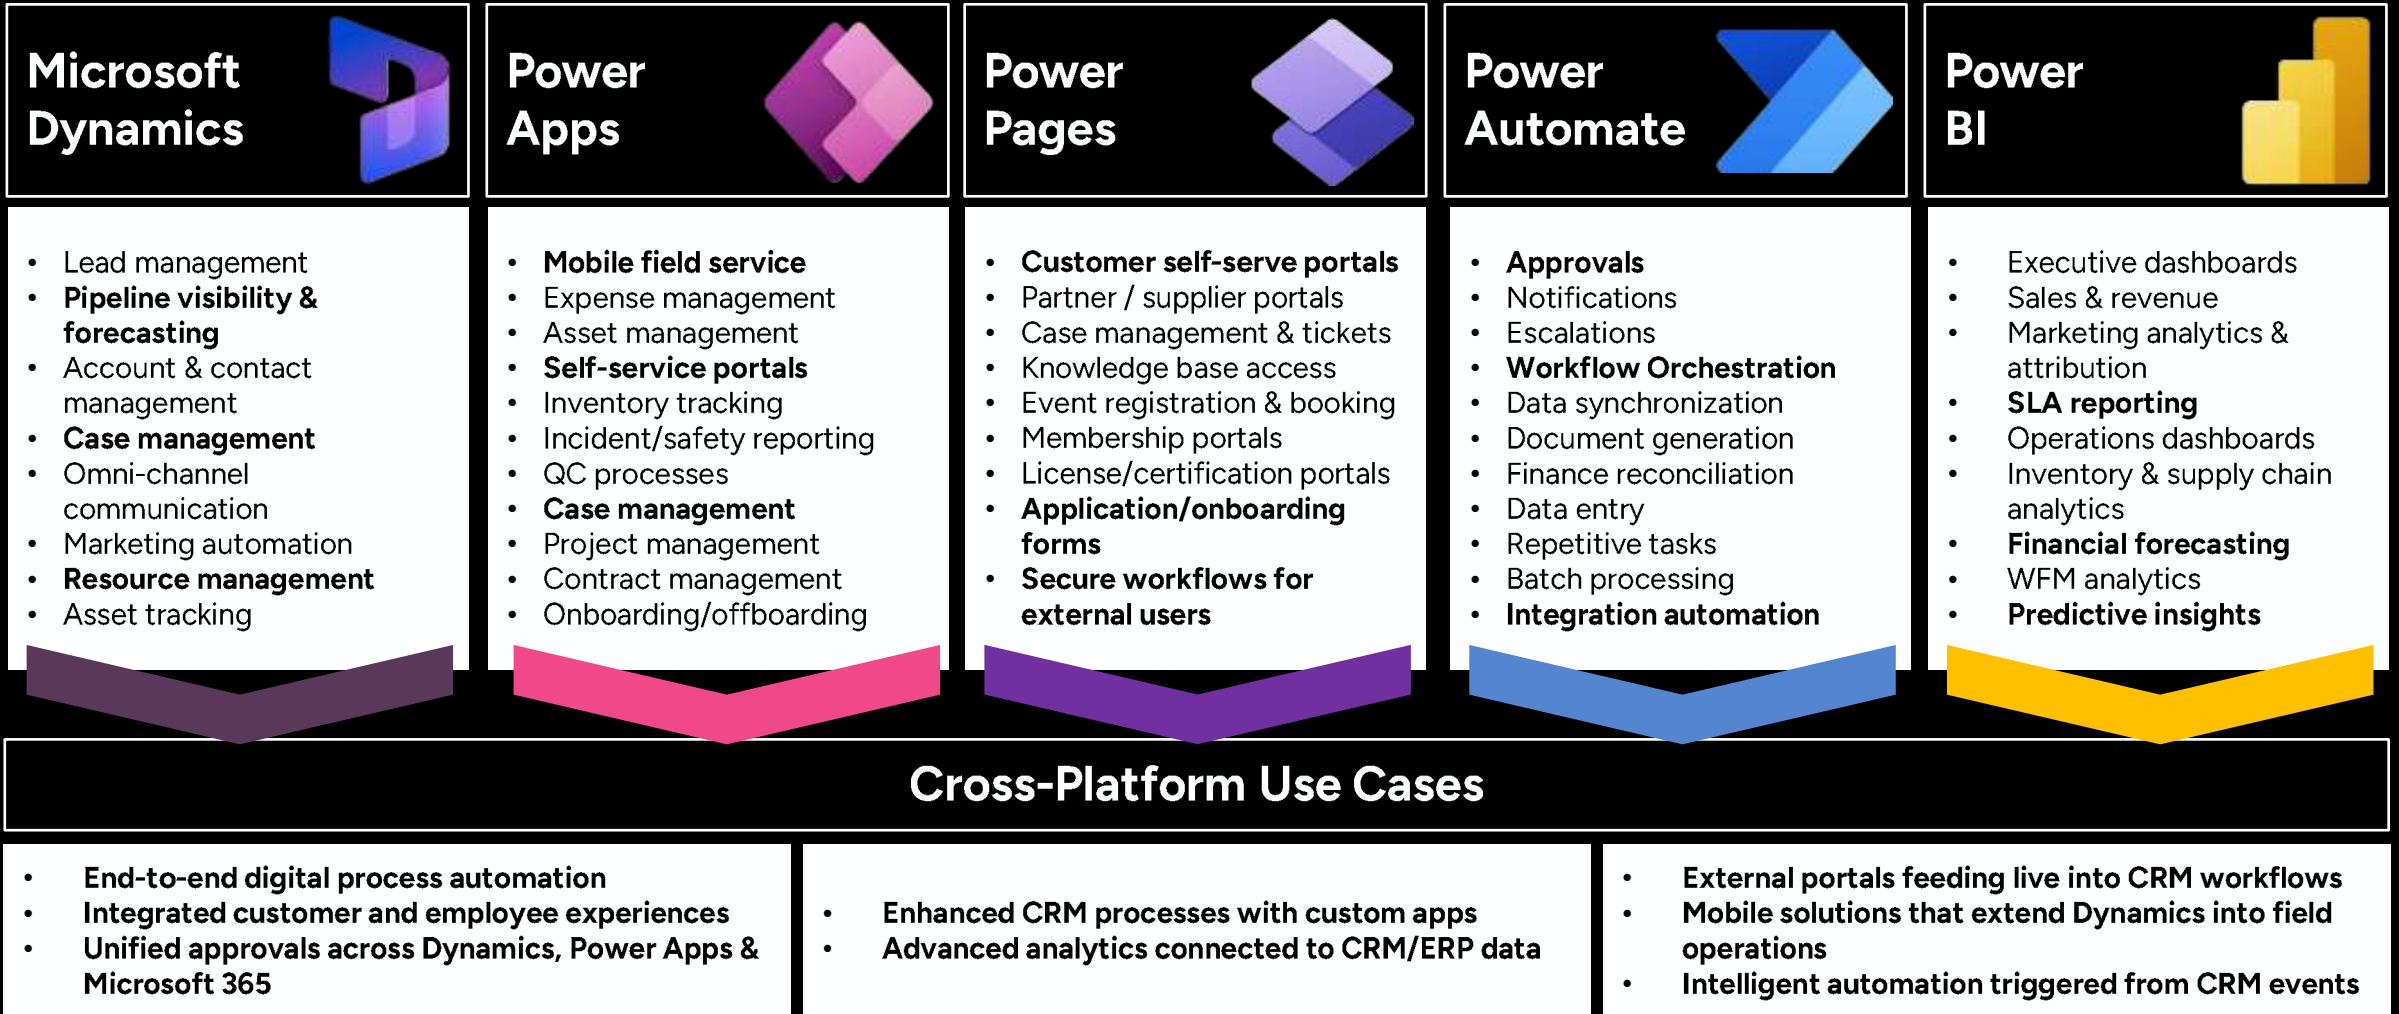 Microsoft
Dynamics
Power
Apps
Power
Pages
Power
Automate
Power
BI
• Lead management
• Pipeline visibility &
forecasting
• Account & contact
management
• Case management
• Omni-channel
communication
• Marketing automation
• Resource management
• Asset tracking
• Mobile field service
• Expense management
• Asset management
• Self-service portals
• Inventory tracking
• Incident/safety reporting
• QC processes
• Case management
• Project management
• Contract management
• Onboarding/offboarding
• Customer self-serve portals
• Partner / supplier portals
• Case management & tickets
• Knowledge base access
• Event registration & booking
• Membership portals
• License/certification portals
• Application/onboarding
forms
• Secure workflows for
external users
• Approvals
• Notifications
• Escalations
• Workflow Orchestration
• Data synchronization
• Document generation
• Finance reconciliation
• Data entry
• Repetitive tasks
• Batch processing
• Integration automation
• Executive dashboards
• Sales & revenue
• Marketing analytics &
attribution
• SLA reporting
• Operations dashboards
• Inventory & supply chain
analytics
• Financial forecasting
• WFM analytics
• Predictive insights
Cross-Platform Use Cases
• End-to-end digital process automation
• Integrated customer and employee experiences
• Unified approvals across Dynamics, Power Apps &
Microsoft 365
• Enhanced CRM processes with custom apps
• Advanced analytics connected to CRM/ERP data
• External portals feeding live into CRM workflows
• Mobile solutions that extend Dynamics into field
operations
• Intelligent automation triggered from CRM events